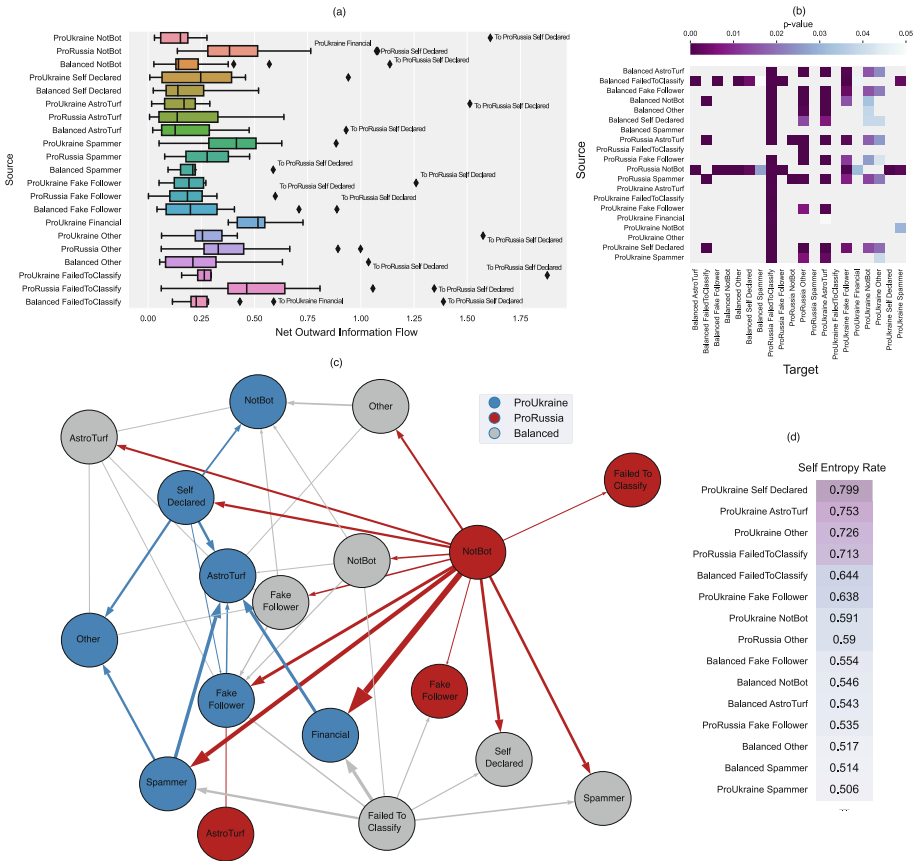 (a)
Source
ProUkraine NotBot
ProRussia NotBot
Balanced NotBot
ProUkraine Self Declared
Balanced Self Declared
ProUkraine AstroTurf
ProRussia AstroTurf
Balanced AstroTurf
ProUkraine Spammer
ProRussia Spammer
Balanced Spammer
ProUkraine Fake Follower
ProRussia Fake Follower
Balanced Fake Follower
ProUkraine Financial
ProUkraine Other
ProRussia Other
Balanced Other
ProUkraine FailedToClassify
ProRussia FailedToClassify
Balanced FailedToClassify
To ProRussia Self Declared
ProUkraine Financial
ProRussia Self Declared
To ProRussia Self Declared
To ProRussia Self Declared
To ProRussia Self Declared
To ProRussia Self Declared
To ProRussia Self Declared
To ProRussia Self Declared
To ProRussia Self Declared
To ProRussia Self Declared
To ProRussia Self Declared
To ProRussia Self Declared
To ProUkraine Financial
To ProRussia Self Declared
0.00 0.25 0.50 0.75 1.00 1.25 1.50 1.75
Net Outward Information Flow
(b)
p-value
0.00 0.01 0.02 0.03 0.04 0.05
Source
Balanced AstroTurf
Balanced FailedToClassify
Balanced Fake Follower
Balanced NotBot
Balanced Other
Balanced Self Declared
Balanced Spammer
ProRussia AstroTurf
ProRussia FailedToClassify
ProRussia Fake Follower
ProRussia NotBot
ProRussia Spammer
ProUkraine AstroTurf
ProUkraine FailedToClassify
ProUkraine Fake Follower
ProUkraine Financial
ProUkraine NotBot
ProUkraine Other
ProUkraine Self Declared
ProUkraine Spammer
Balanced AstroTurf
Balanced FailedToClassify
Balanced Fake Follower
Balanced NotBot
Balanced Other
Balanced Self Declared
Balanced Spammer
ProRussia FailedToClassify
ProRussia Fake Follower
ProRussia NotBot
ProRussia Other
ProRussia Spammer
ProUkraine AstroTurf
ProUkraine FailedToClassify
ProUkraine Fake Follower
ProUkraine Financial
ProUkraine NotBot
ProUkraine Other
ProUkraine Self Declared
ProUkraine Spammer
Target
(c)
ProUkraine
ProRussia
Balanced
NotBot
Other
AstroTurf
Failed To
Classify
Self
Declared
NotBot
NotBot
AstroTurf
Fake
Follower
Other
Fake
Follower
Fake
Follower
Financial
Self
Declared
Spammer
Spammer
Failed To
Classify
AstroTurf
(d)
Self Entropy Rate
ProUkraine Self Declared 0.799
ProUkraine AstroTurf 0.753
ProUkraine Other 0.726
ProRussia FailedToClassify 0.713
Balanced FailedToClassify 0.644
ProUkraine Fake Follower 0.638
ProUkraine NotBot 0.591
ProRussia Other 0.59
Balanced Fake Follower 0.554
Balanced NotBot 0.546
Balanced AstroTurf 0.543
ProRussia Fake Follower 0.535
Balanced Other 0.517
Balanced Spammer 0.514
ProUkraine Spammer 0.506
...